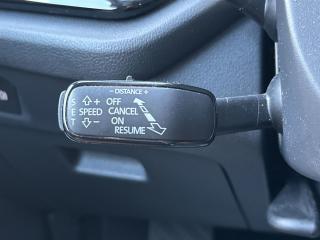 - DISTANCE +
S + OFF
E SPEED CANCEL
ON
T - RESUME